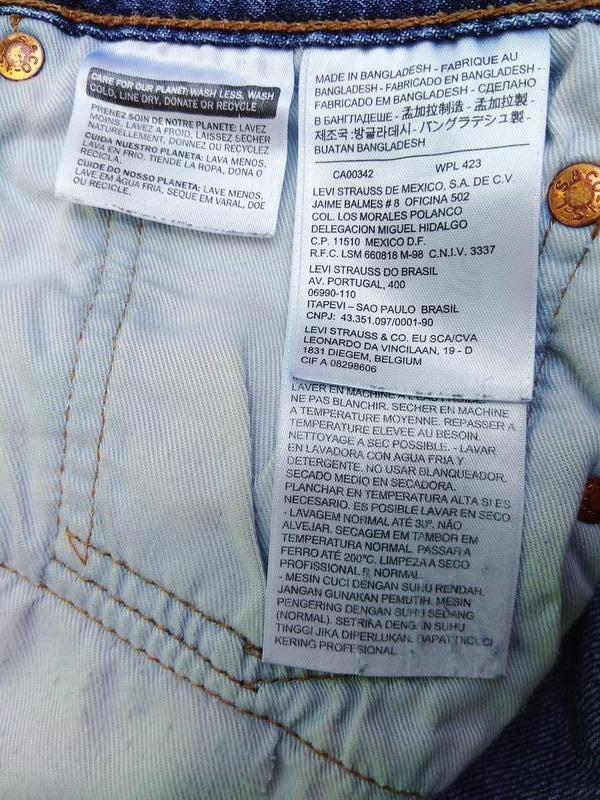 CARE FOR OUR PLANET: WASH LESS, WASH
COLD, LINE DRY, DONATE OR RECYCLE
PRENEZ SOIN DE NOTRE PLANETE: LAVEZ
MOINS, LAVEZ A FROID, LAISSEZ SECHER
NATURELLEMENT, DONNEZ OU RECYCLEZ
CUIDA NUESTRO PLANETA: LAVA MENOS,
LAVA EN FRIO, TIENDE LA ROPA, DONA O
RECICLA.
CUIDE DO NOSSO PLANETA: LAVE MENOS,
LAVE EM ÁGUA FRIA, SEQUE EM VARAL, DOE
OU RECICLE.
MADE IN BANGLADESH - FABRIQUE AU
BANGLADESH - FABRICADO EN BANGLADESH -
FABRICADO EM BANGLADESH - СДЕЛАНО
В БАНГЛАДЕШЕ - 孟加拉制造 - 孟加拉製 -
제조국: 방글라데시 - バングラデシュ製 -
BUATAN BANGLADESH
CA00342 WPL 423
LEVI STRAUSS DE MEXICO, S.A. DE C.V.
JAIME BALMES # 8 OFICINA 502
COL. LOS MORALES POLANCO
DELEGACION MIGUEL HIDALGO
C.P. 11510 MEXICO D.F.
R.F.C. LSM 660818 M-98 C.N.I.V. 3337
LEVI STRAUSS DO BRASIL
AV. PORTUGAL, 400
06990-110
ITAPEVI – SAO PAULO BRASIL
CNPJ: 43.351.097/0001-90
LEVI STRAUSS & CO. EU SCA/CVA
LEONARDO DA VINCILAAN, 19 - D
1831 DIEGEM, BELGIUM
CIF A 08298606
LAVER EN MACHINE A L'EAU
NE PAS BLANCHIR. SECHER EN MACHINE
A TEMPERATURE MOYENNE. REPASSER A
TEMPERATURE ELEVEE AU BESOIN.
NETTOYAGE A SEC POSSIBLE. - LAVAR
EN LAVADORA CON AGUA FRIA Y
DETERGENTE. NO USAR BLANQUEADOR.
SECADO MEDIO EN SECADORA.
PLANCHAR EN TEMPERATURA ALTA SI ES
NECESARIO. ES POSIBLE LAVAR EN SECO
- LAVAGEM NORMAL ATÉ 30º. NÃO
ALVEJAR. SECAGEM EM TAMBOR EM
TEMPERATURA NORMAL. PASSAR A
FERRO ATÉ 200°C. LIMPEZA A SECO
PROFISSIONAL P, NORMAL.
- MESIN CUCI DENGAN SUHU RENDAH.
JANGAN GUNAKAN PEMUTIH. MESIN
PENGERING DENGAN SUHU SEDANG
(NORMAL). SETRIKA DENGAN SUHU
TINGGI JIKA DIPERLUKAN. DAPAT DICUCI
KERING PROFESIONAL.